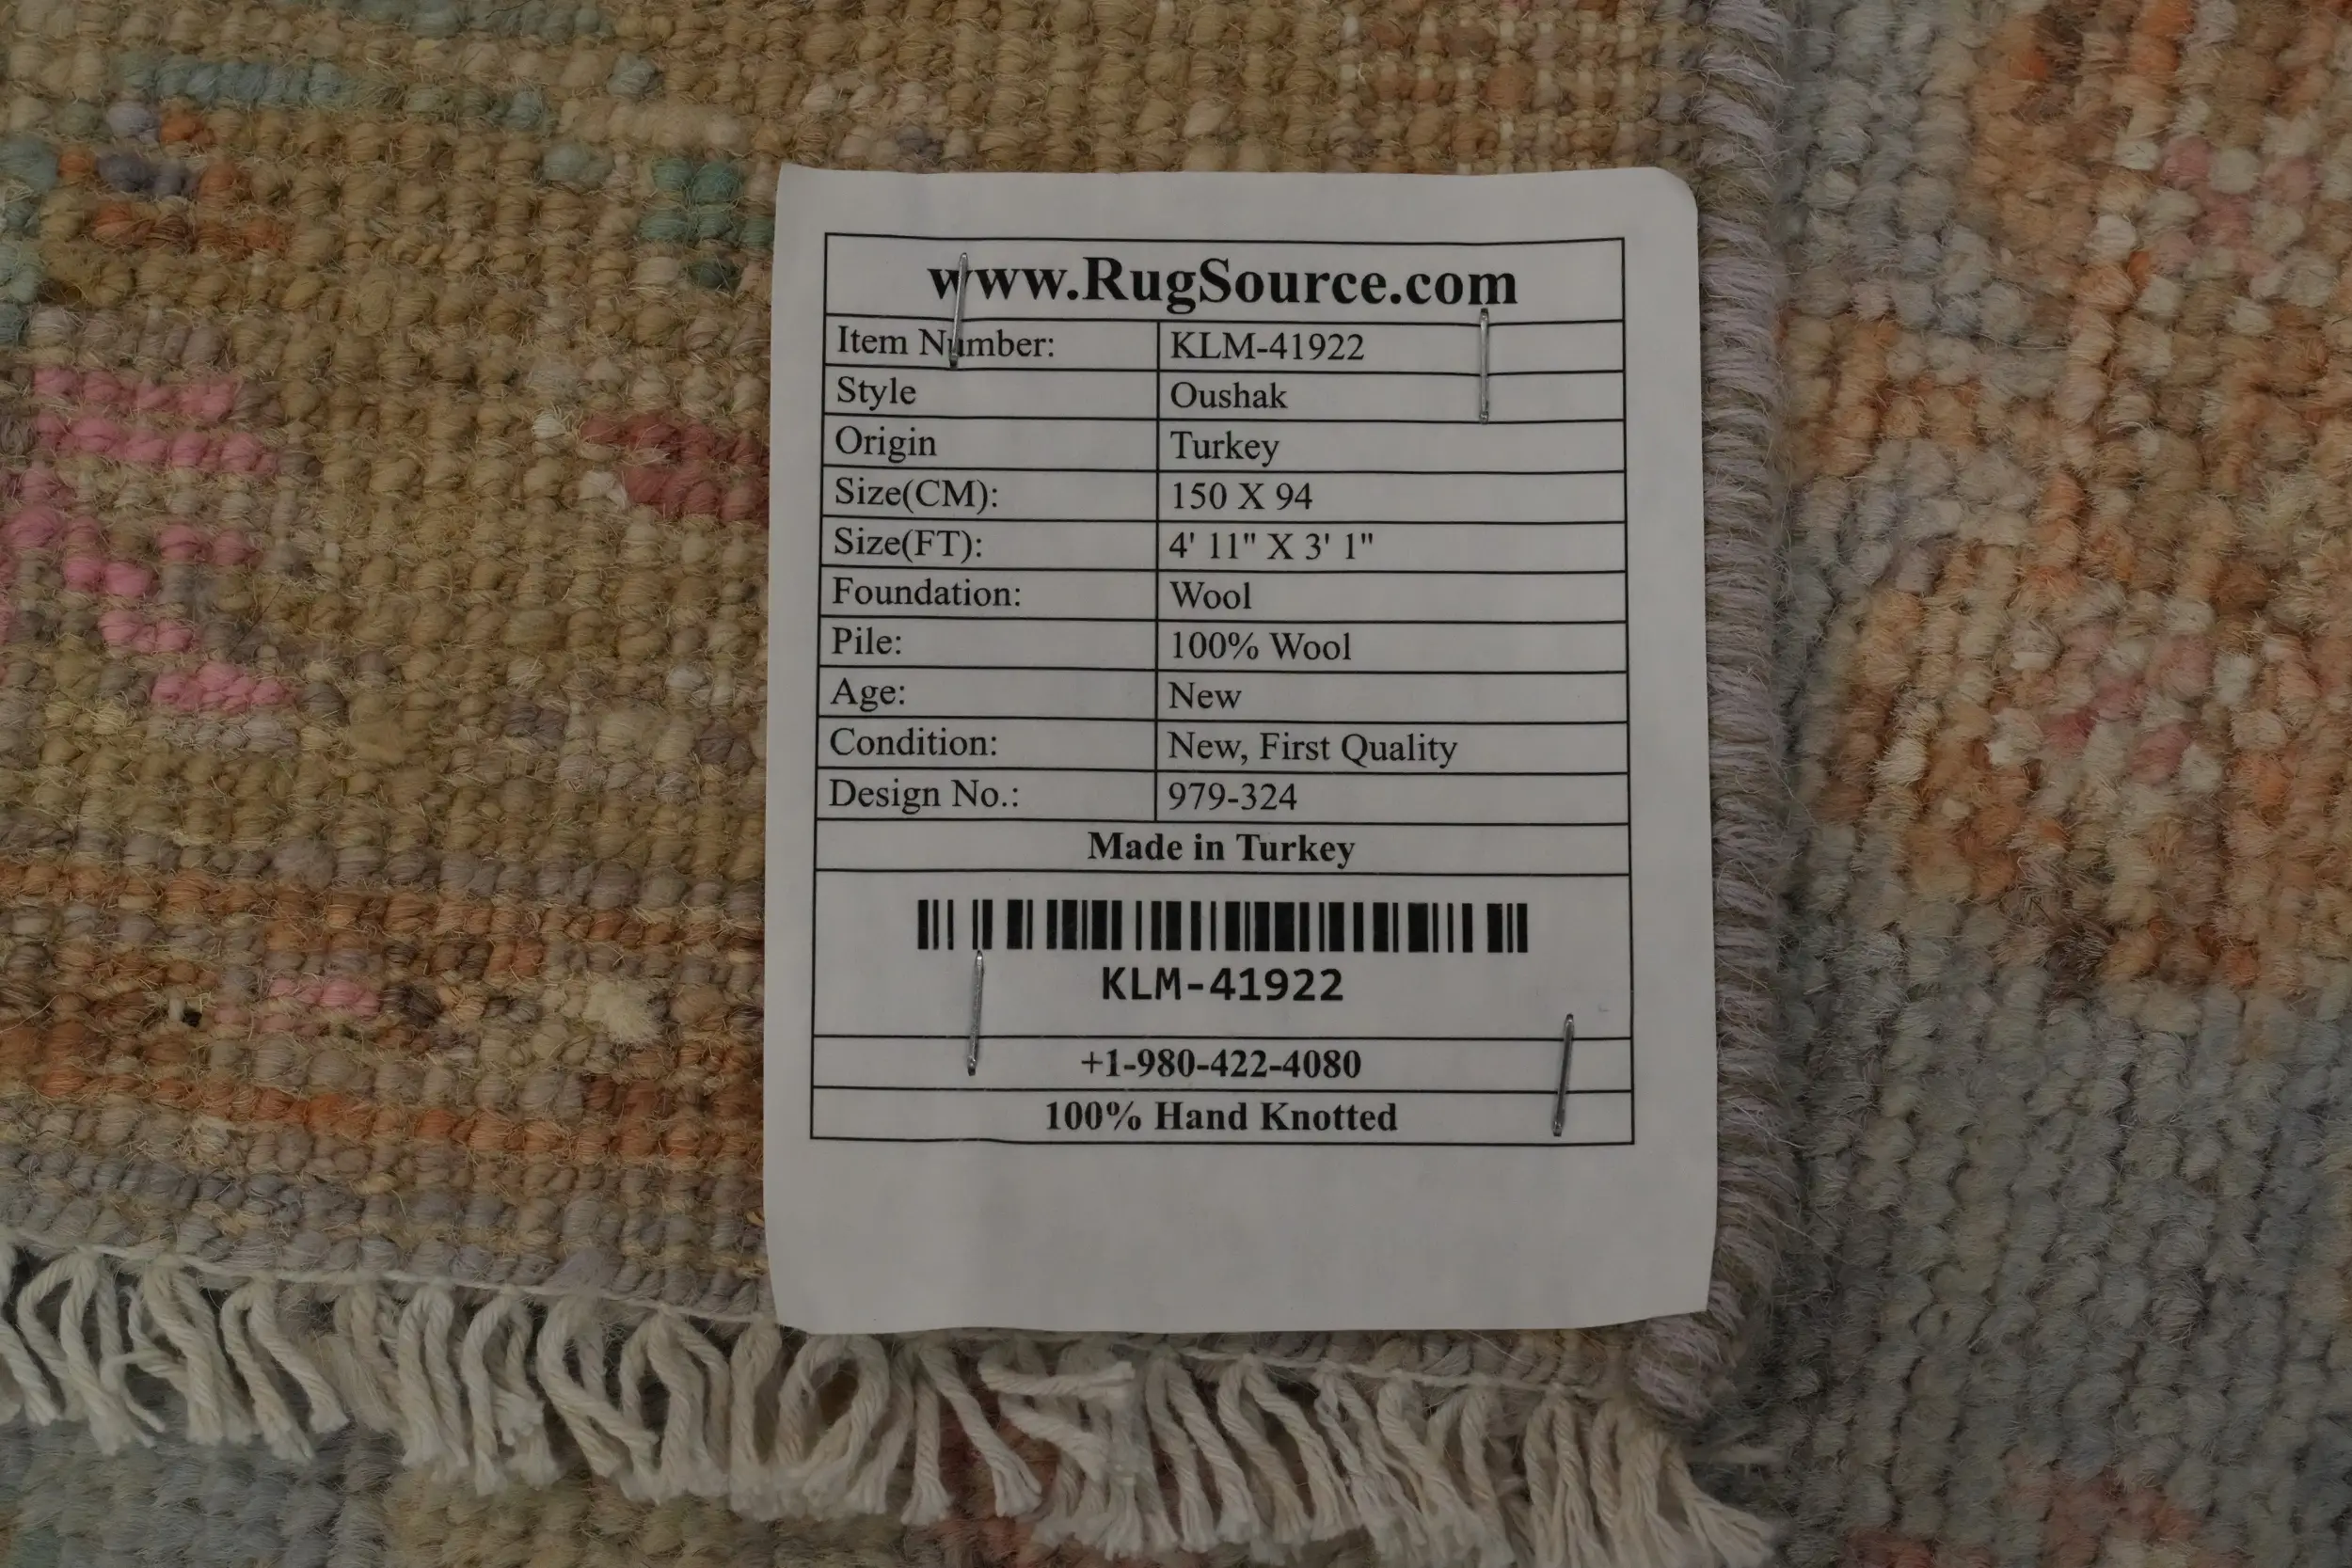 www.RugSource.com
Item Number: KLM-41922
Style Oushak
Origin Turkey
Size(CM): 150 X 94
Size(FT): 4' 11" X 3' 1"
Foundation: Wool
Pile: 100% Wool
Age: New
Condition: New, First Quality
Design No.: 979-324
Made in Turkey
KLM-41922
+1-980-422-4080
100% Hand Knotted